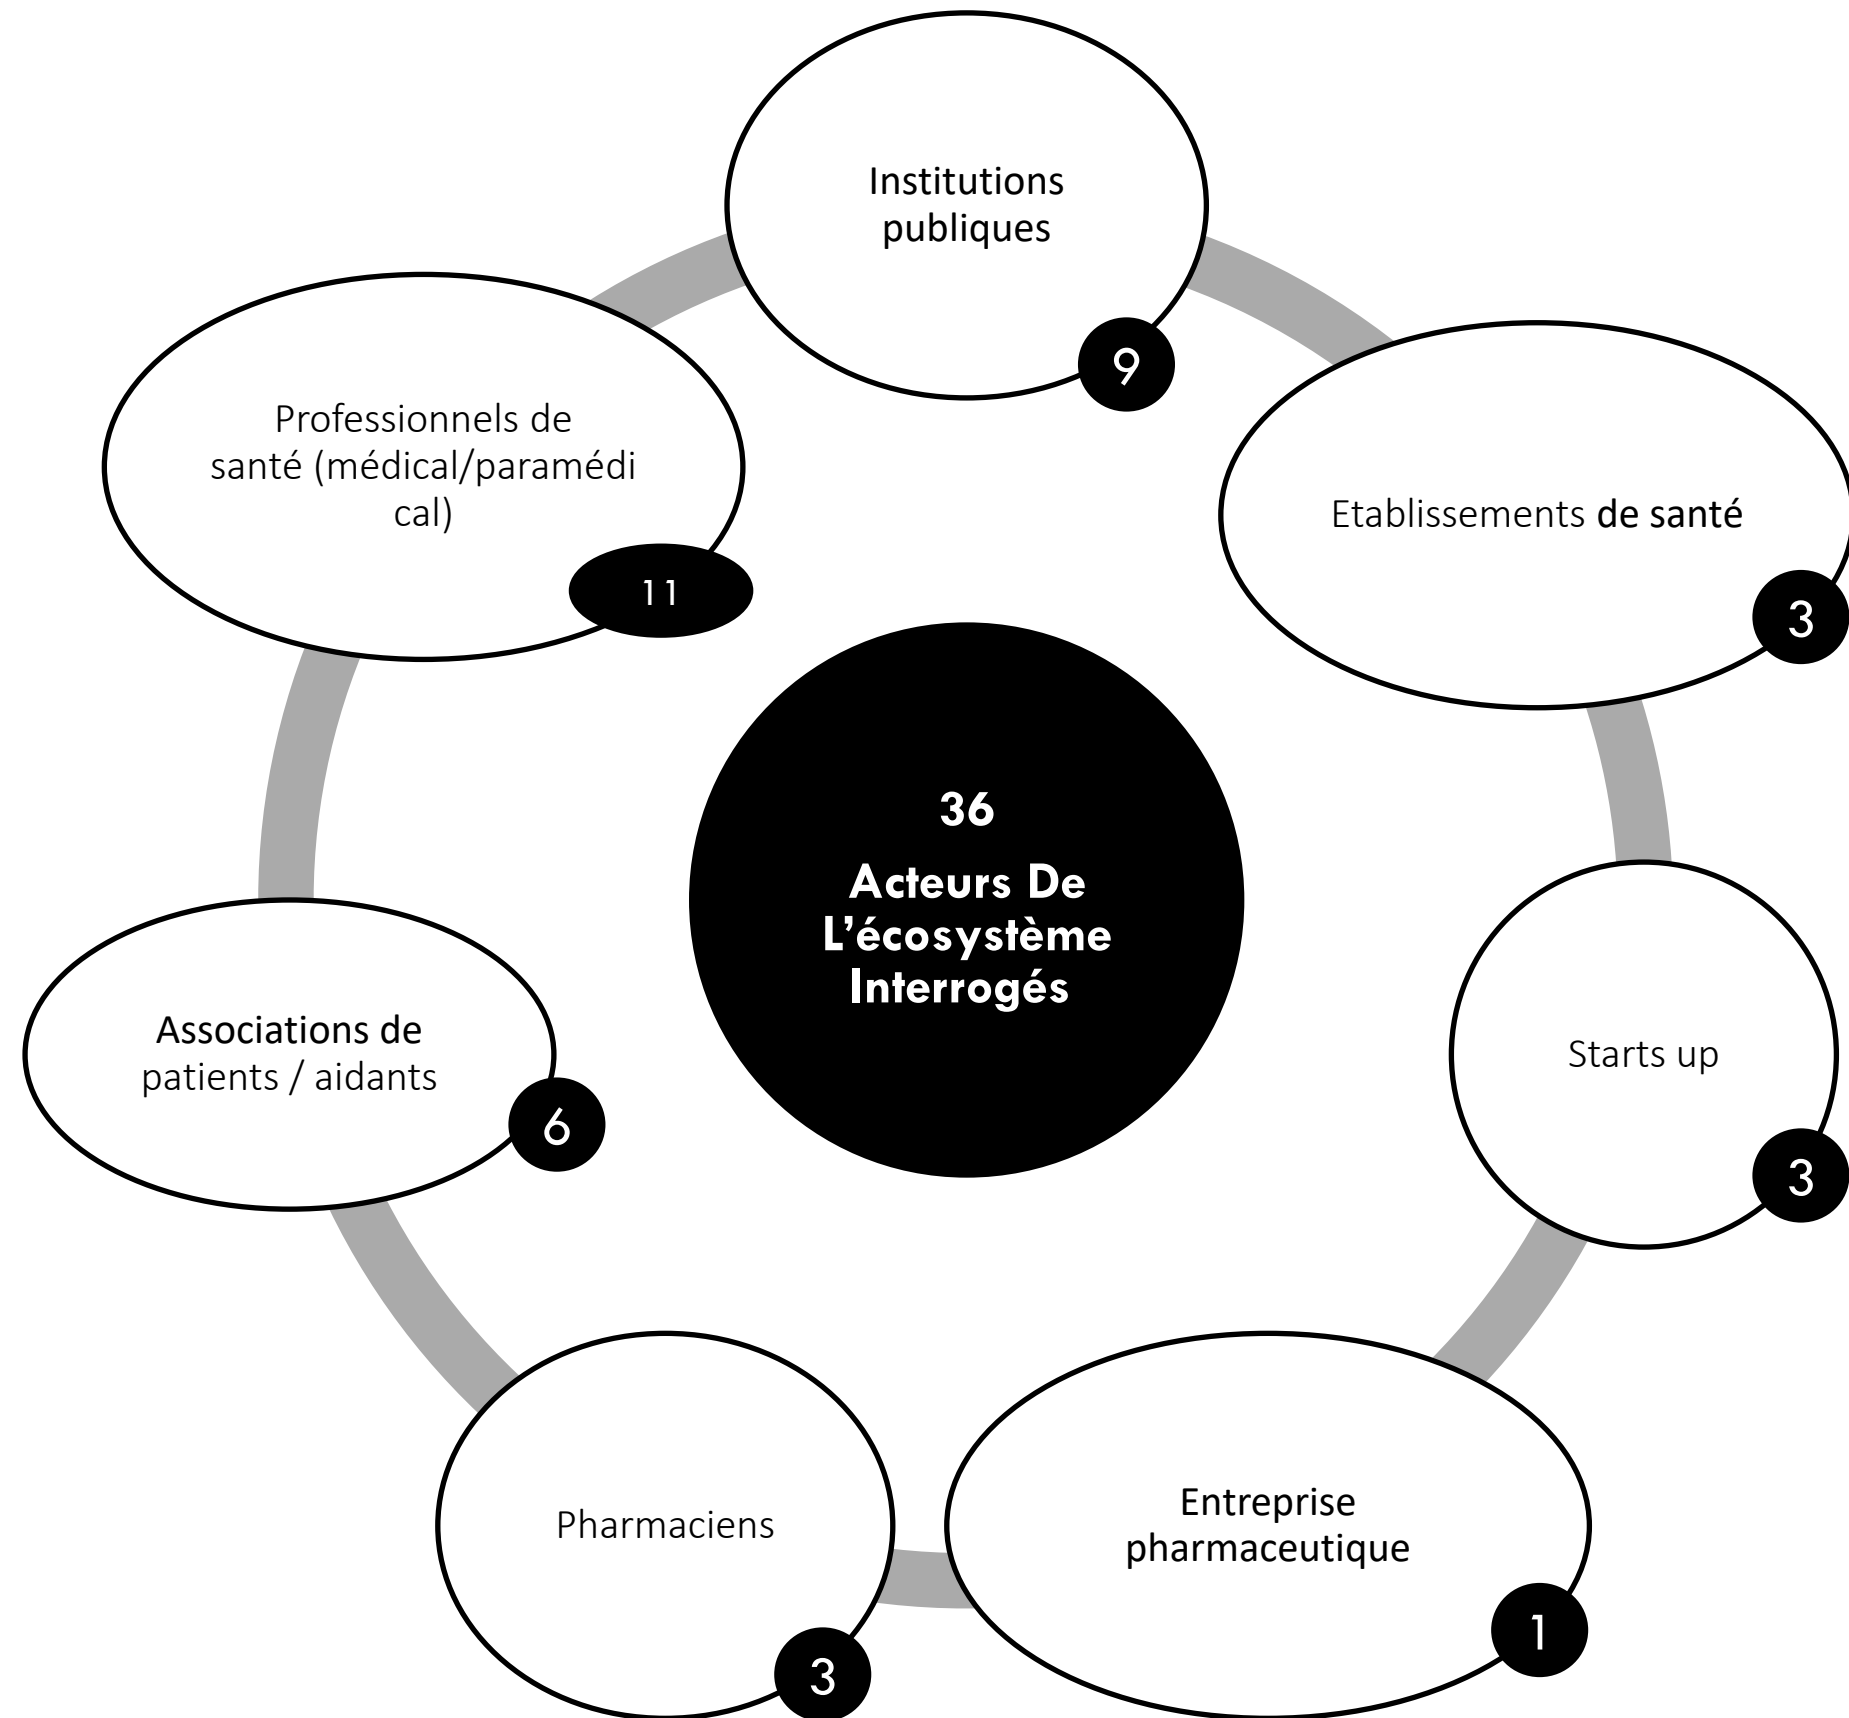 Institutions
publiques
9
Etablissements de santé
3
Starts up
3
Entreprise
pharmaceutique
1
Pharmaciens
3
Associations de
patients / aidants
6
Professionnels de
santé (médical/paramédi
cal)
11
36
Acteurs De
L’écosystème
Interrogés